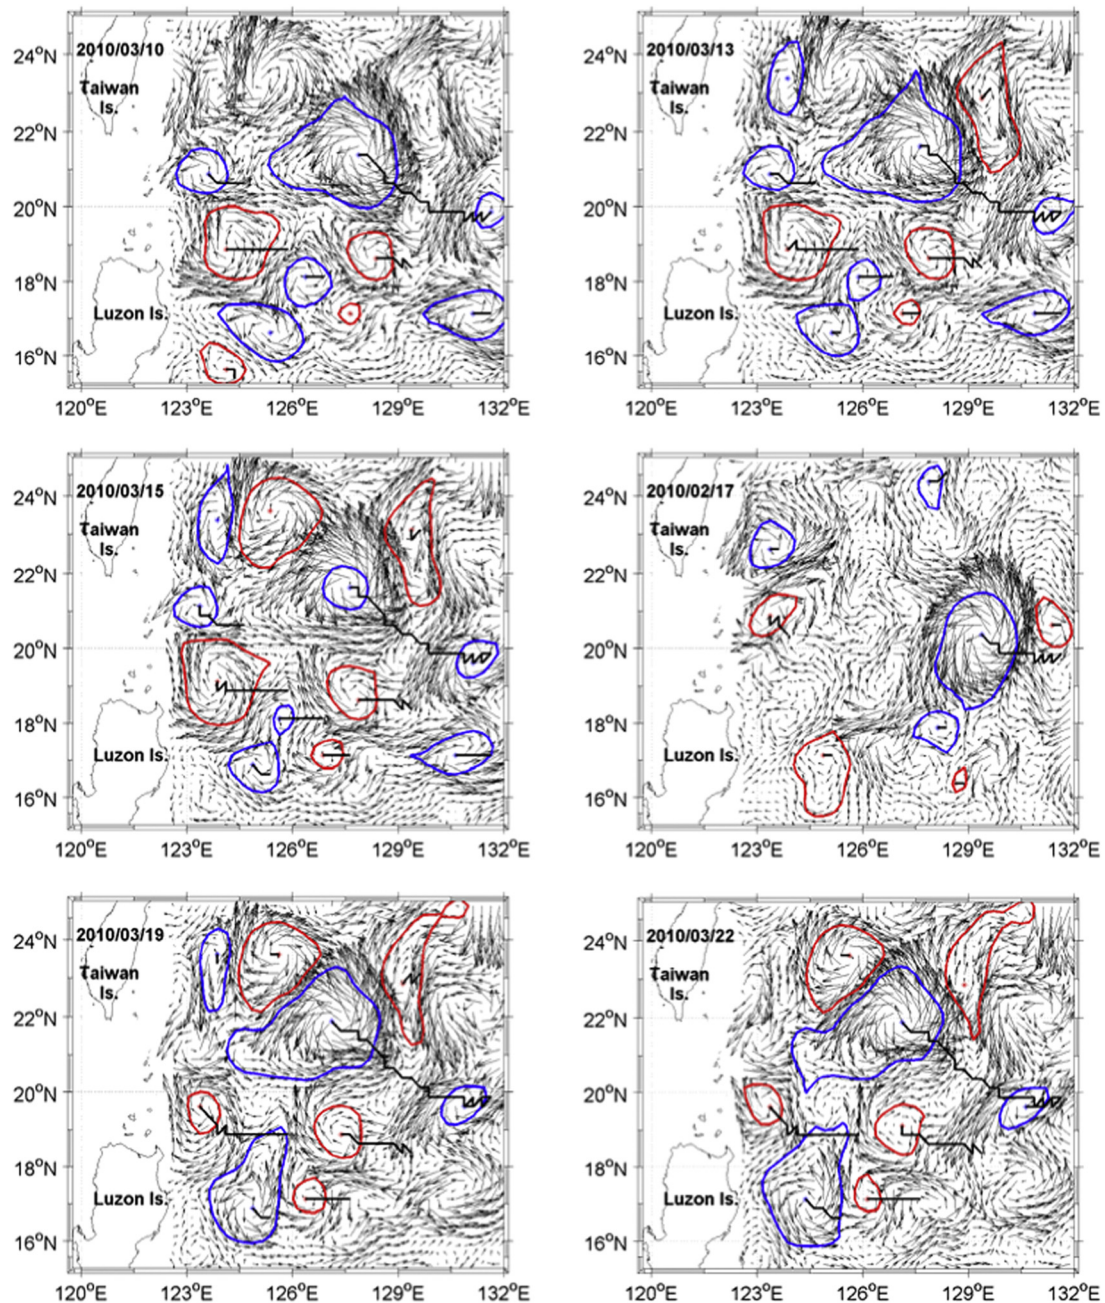 24°N 2010/03/10
Taiwan
Is.
22°N
20°N
18°N
Luzon Is.
16°N
120°E 123°E 126°E 129°E 132°E
24°N 2010/03/13
Taiwan
Is.
22°N
20°N
18°N
Luzon Is.
16°N
120°E 123°E 126°E 129°E 132°E
24°N 2010/03/15
Taiwan
Is.
22°N
20°N
18°N
Luzon Is.
16°N
120°E 123°E 126°E 129°E 132°E
24°N 2010/02/17
Taiwan
Is.
22°N
20°N
18°N
Luzon Is.
16°N
120°E 123°E 126°E 129°E 132°E
24°N 2010/03/19
Taiwan
Is.
22°N
20°N
18°N
Luzon Is.
16°N
120°E 123°E 126°E 129°E 132°E
24°N 2010/03/22
Taiwan
Is.
22°N
20°N
18°N
Luzon Is.
16°N
120°E 123°E 126°E 129°E 132°E